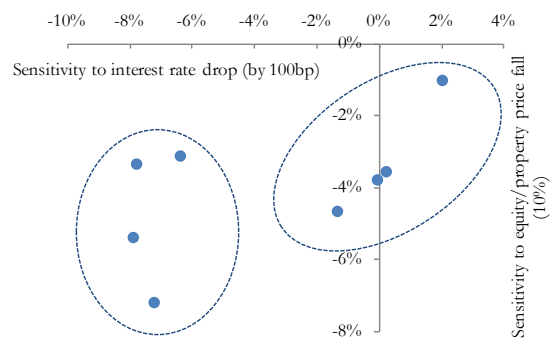 -10% -8% -6% -4% -2% 0% 2% 4%
0%
Sensitivity to interest rate drop (by 100bp)
-2%
-4%
-6%
-8%
Sensitivity to equity/property price fall
(10%)